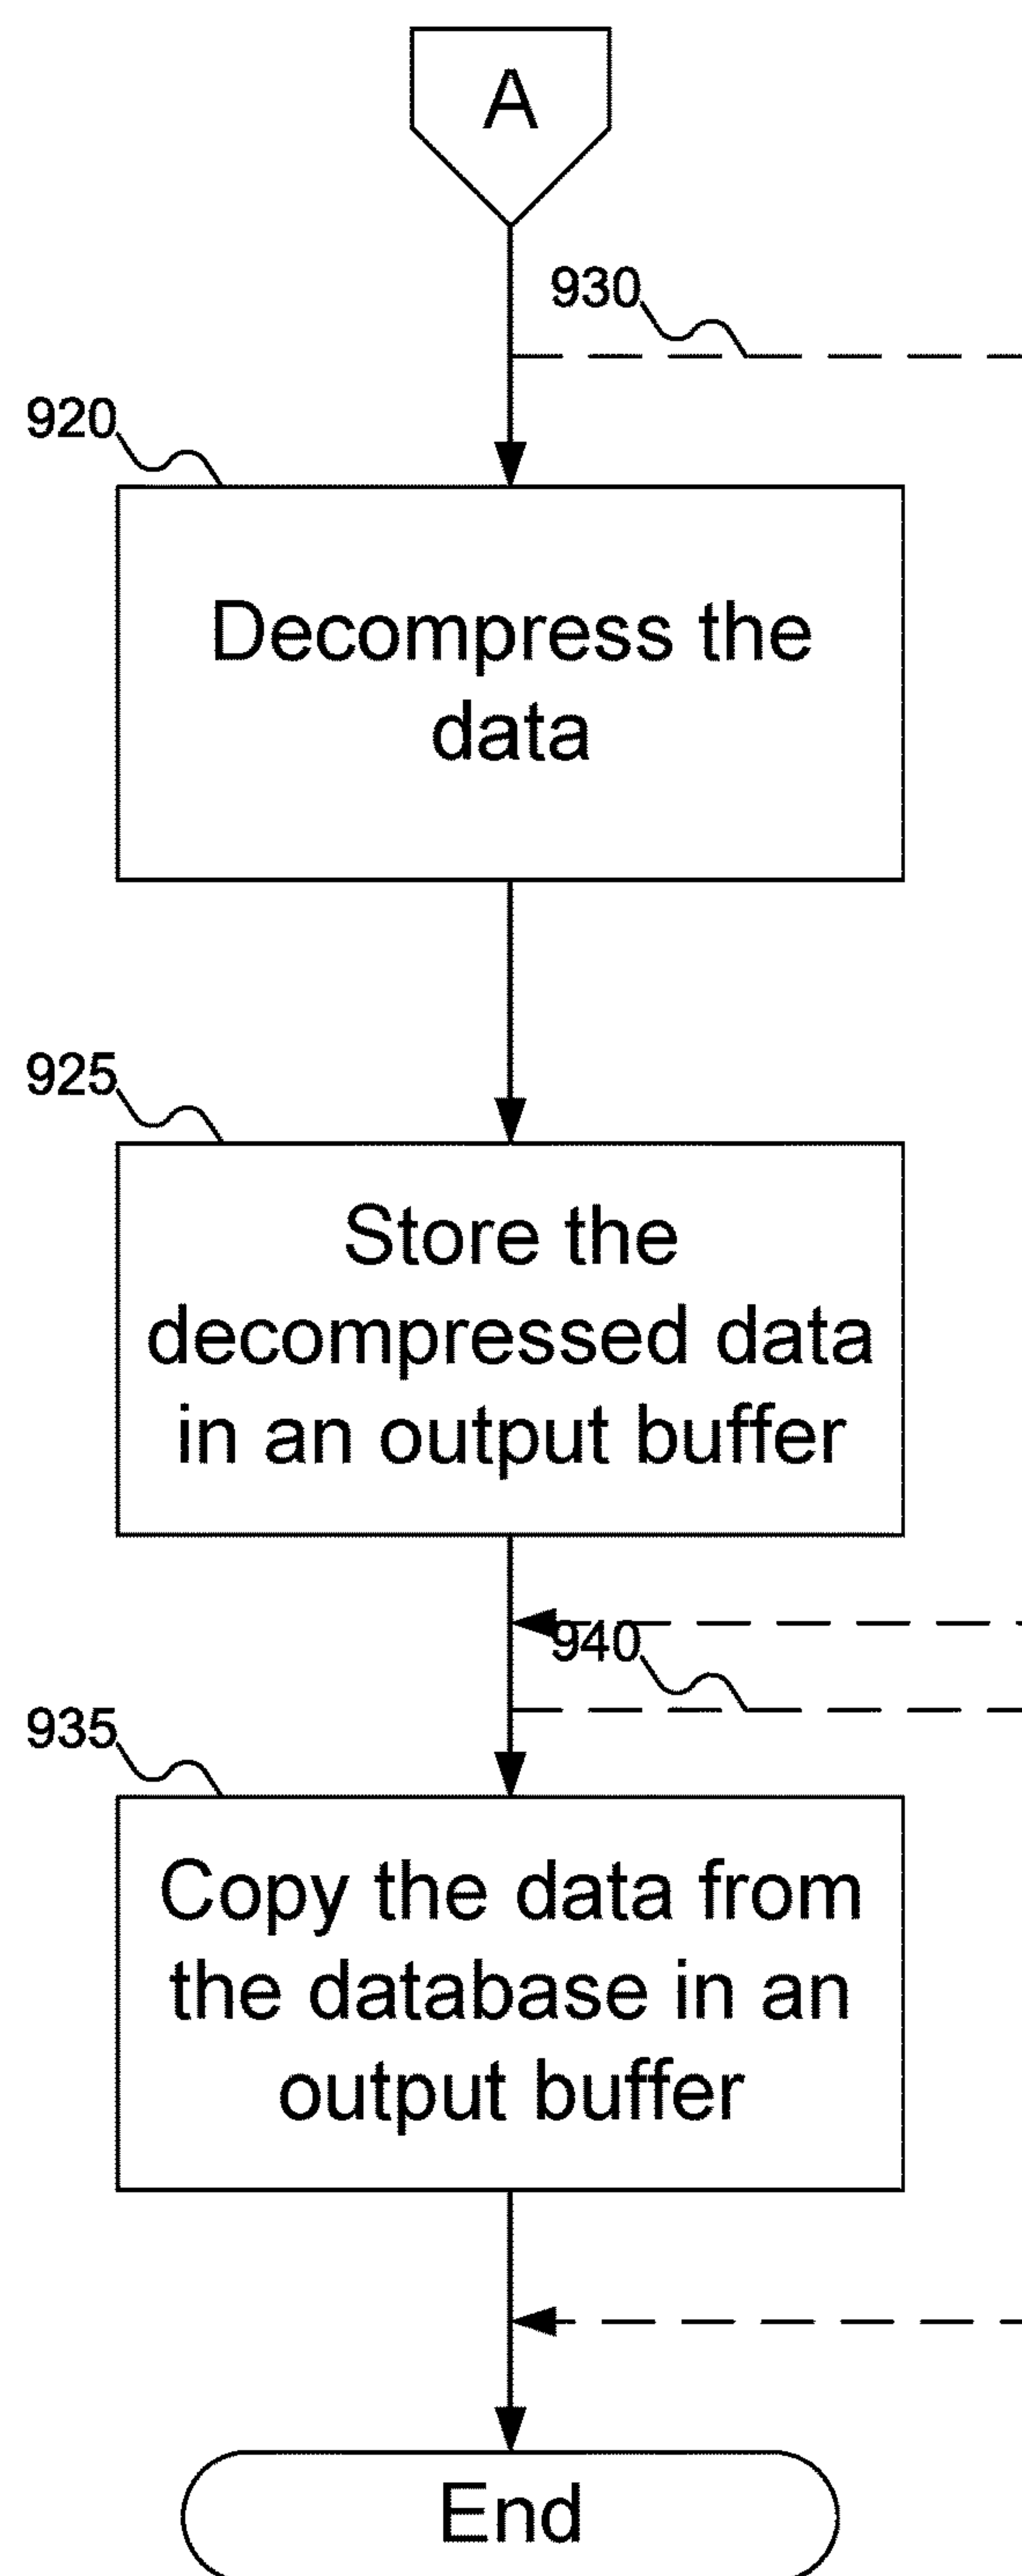 A
930
920
Decompress the
data
925
Store the
decompressed data
in an output buffer
940
935
Copy the data from
the database in an
output buffer
End